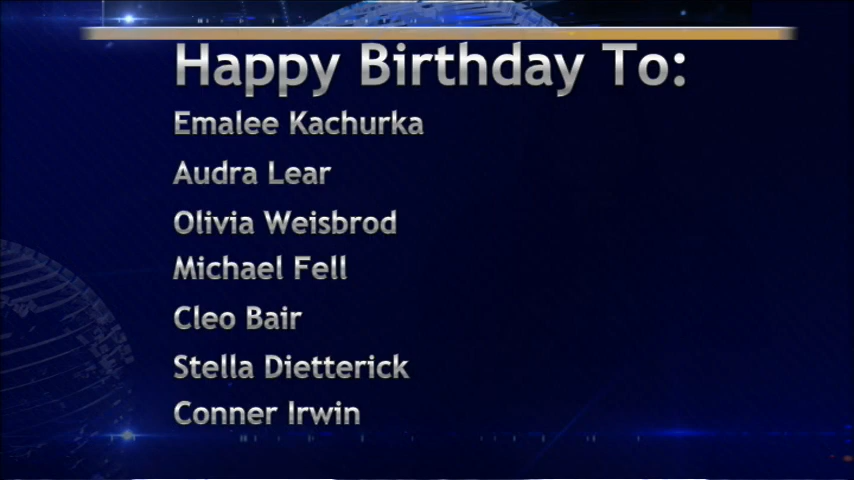 Happy Birthday To:
Emalee Kachurka
Audra Lear
Olivia Weisbrod
Michael Fell
Cleo Bair
Stella Dietterick
Conner Irwin